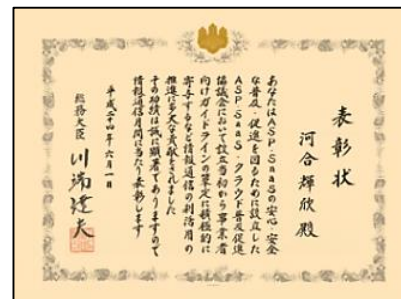 表彰状
河合輝欣 殿
あなたはASP・SaaSの安心・安全
な普及・促進を図るために設立した
ASP・SaaS・クラウド普及促進
協議会において設立当初から事業者
向けガイドラインの策定に積極的に
寄与するなど情報通信の利活用の
推進に多大な貢献をされました
その功績は誠に顕著でありますので
情報通信月間に当たり表彰します
平成二十四年六月一日
総務大臣 川端達夫